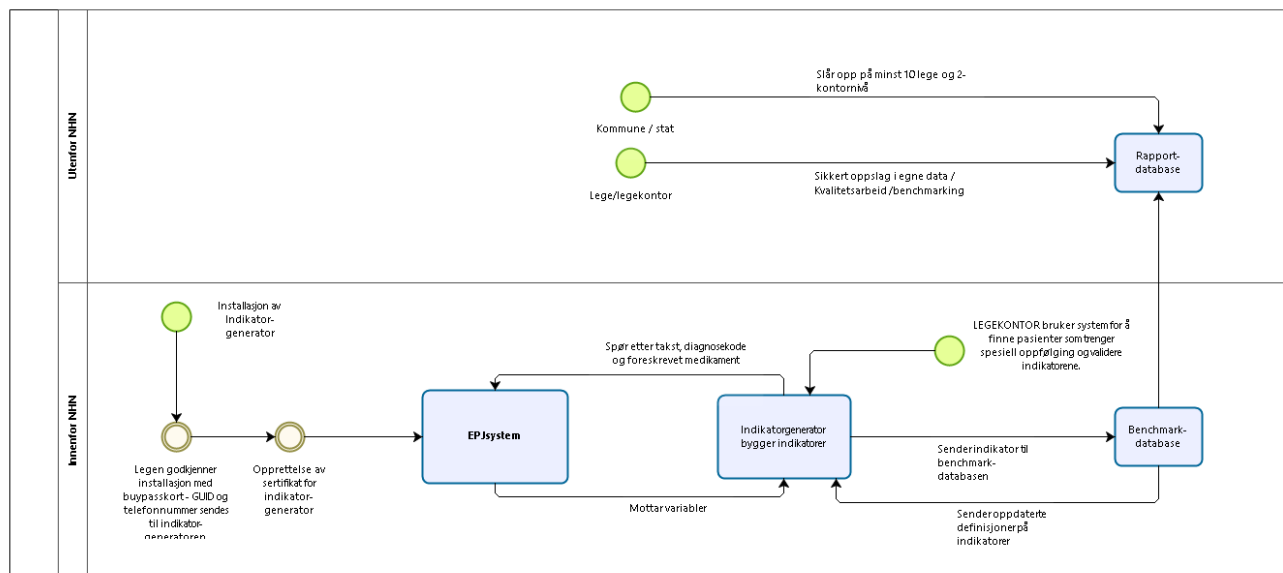 Utenfor NHN
Slår opp på minst 10 lege og 2-
kontornivå
Kommune / stat
Rapport-
database
Lege/legekontor
Sikkert oppslag i egne data /
Kvalitetsarbeid /benchmarking
Innenfor NHN
Installasjon av
Indikator-
generator
Spør etter takst, diagnosekode
og foreskrevet medikament
LEGEKONTOR bruker system for å
finne pasienter som trenger
spesiell oppfølging og validere
indikatorene.
EPJsystem
Indikatorgenerator
bygger indikatorer
Benchmark-
database
Legen godkjenner
installasjon med
buypasskort - GUID og
telefonnummer sendes
til indikator-
generatoren
Opprettelse av
sertifikat for
indikator-
generator
Sender indikator til
benchmark-
databasen
Mottar variabler
Sender oppdaterte
definisjoner på
indikatorer